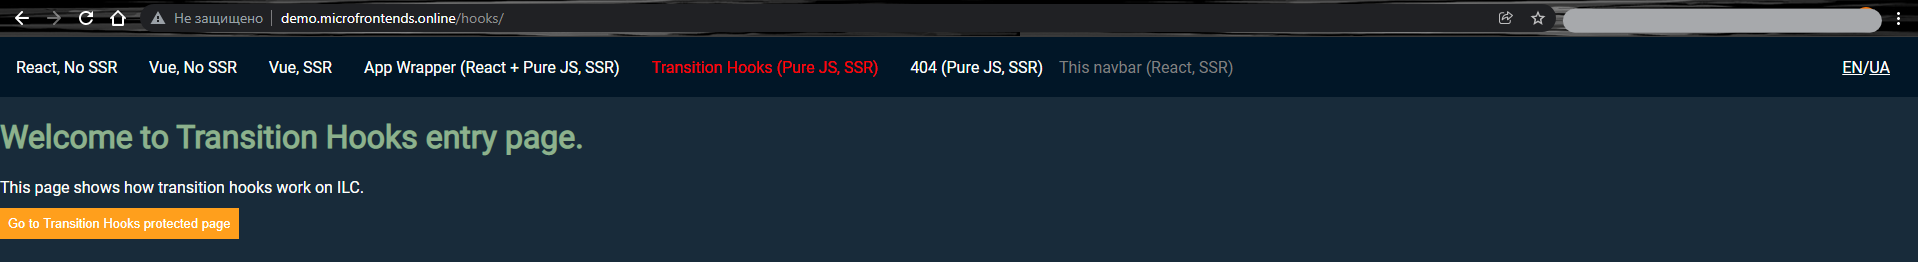 Не защищено demo.microfrontends.online/hooks/
React, No SSR Vue, No SSR Vue, SSR App Wrapper (React + Pure JS, SSR) Transition Hooks (Pure JS, SSR) 404 (Pure JS, SSR) This navbar (React, SSR) EN/UA
Welcome to Transition Hooks entry page.
This page shows how transition hooks work on ILC.
Go to Transition Hooks protected page